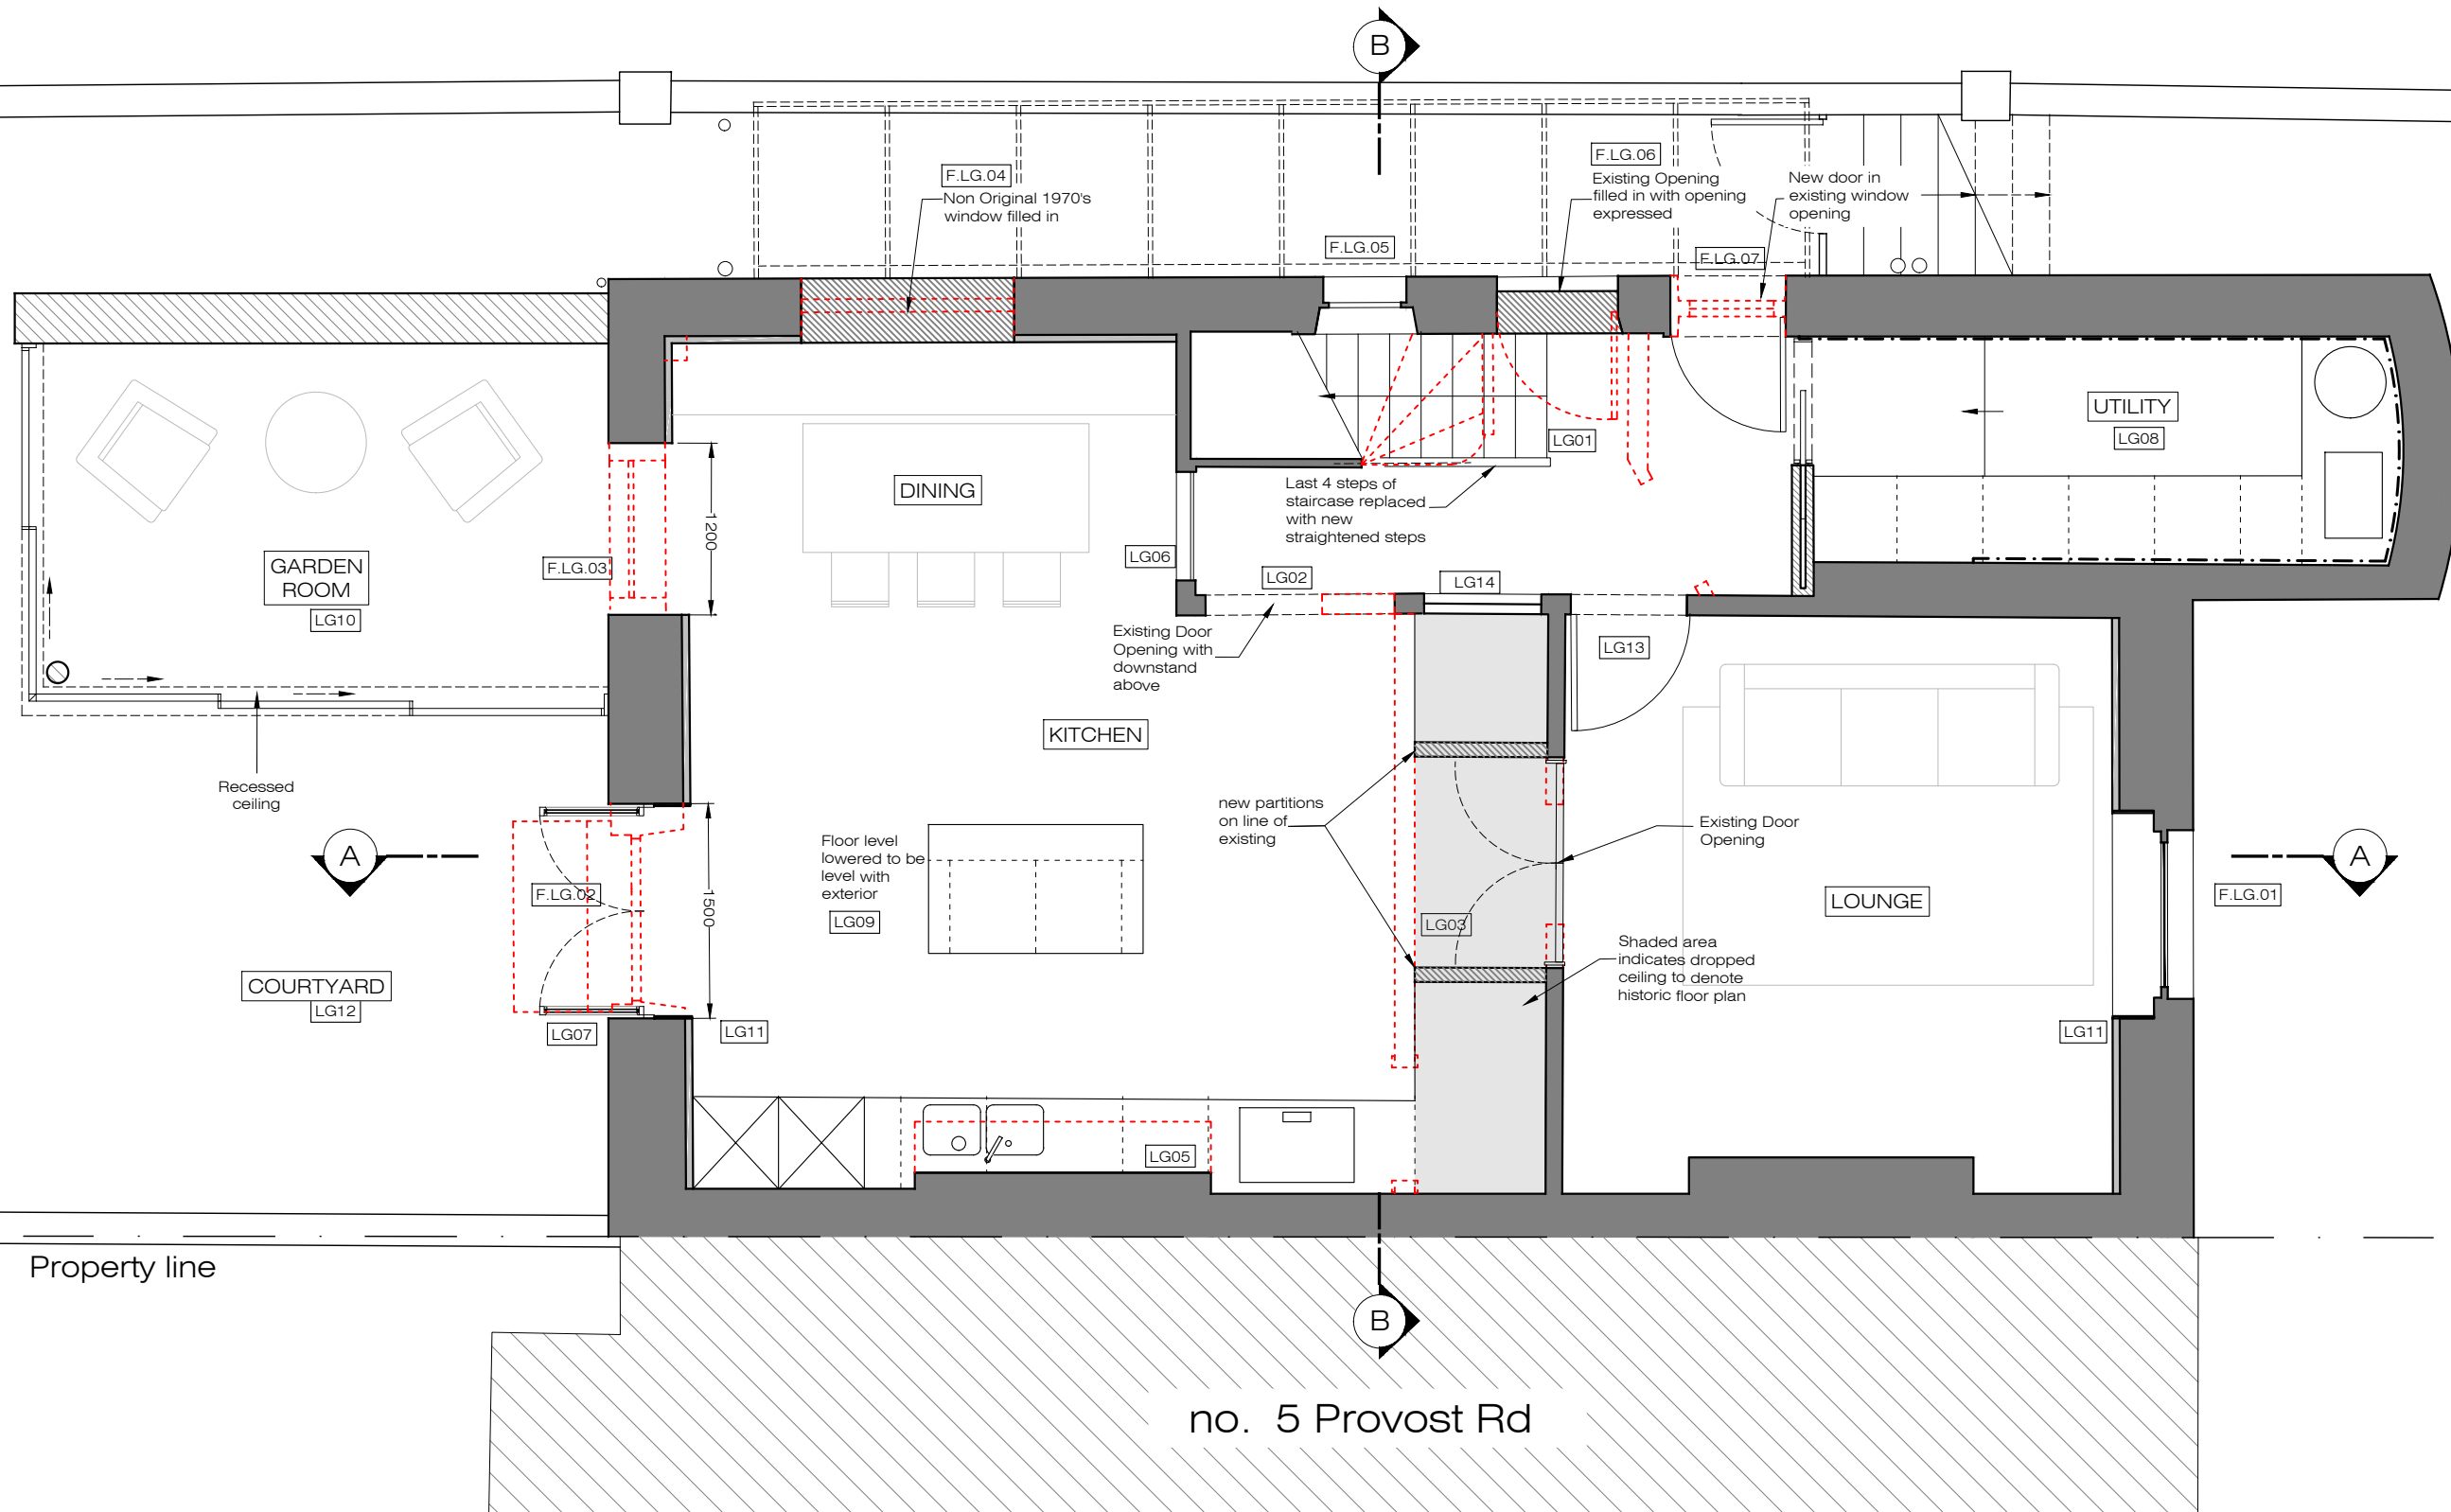 B
F.LG.04
Non Original 1970's
window filled in
F.LG.05
F.LG.06
Existing Opening
filled in with opening
expressed
New door in
existing window
opening
F.LG.07
UTILITY
LG08
LG01
DINING
Last 4 steps of
staircase replaced
with new
straightened steps
1200
LG06
F.LG.03
GARDEN
ROOM
LG10
LG02
LG14
Existing Door
Opening with
downstand
above
LG13
KITCHEN
Recessed
ceiling
new partitions
on line of
existing
Existing Door
Opening
Floor level
lowered to be
level with
exterior
LG09
A
A
F.LG.02
1500
LG03
LOUNGE
F.LG.01
Shaded area
indicates dropped
ceiling to denote
historic floor plan
COURTYARD
LG12
LG07
LG11
LG11
LG05
Property line
B
no. 5 Provost Rd